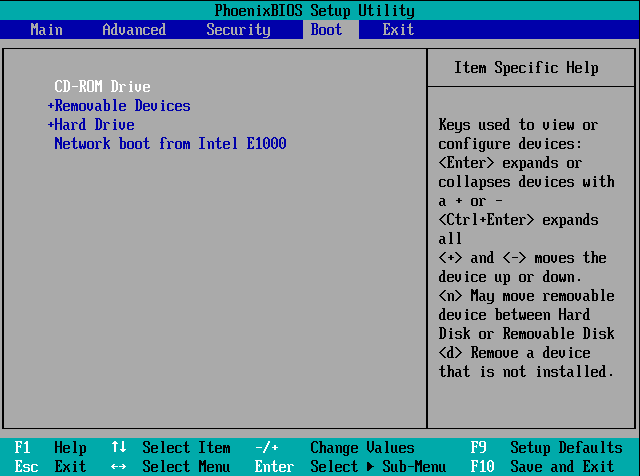 PhoenixBIOS Setup Utility
Main Advanced Security Boot Exit
CD-ROM Drive
+Removable Devices
+Hard Drive
Network boot from Intel E1000
Item Specific Help
Keys used to view or
configure devices:
<Enter> expands or
collapses devices with
a + or -
<Ctrl+Enter> expands
all
<+> and <-> moves the
device up or down.
<n> May move removable
device between Hard
Disk or Removable Disk
<d> Remove a device
that is not installed.
F1 Help ↑↓ Select Item -/+ Change Values F9 Setup Defaults
Esc Exit ↔ Select Menu Enter Select ▶ Sub-Menu F10 Save and Exit